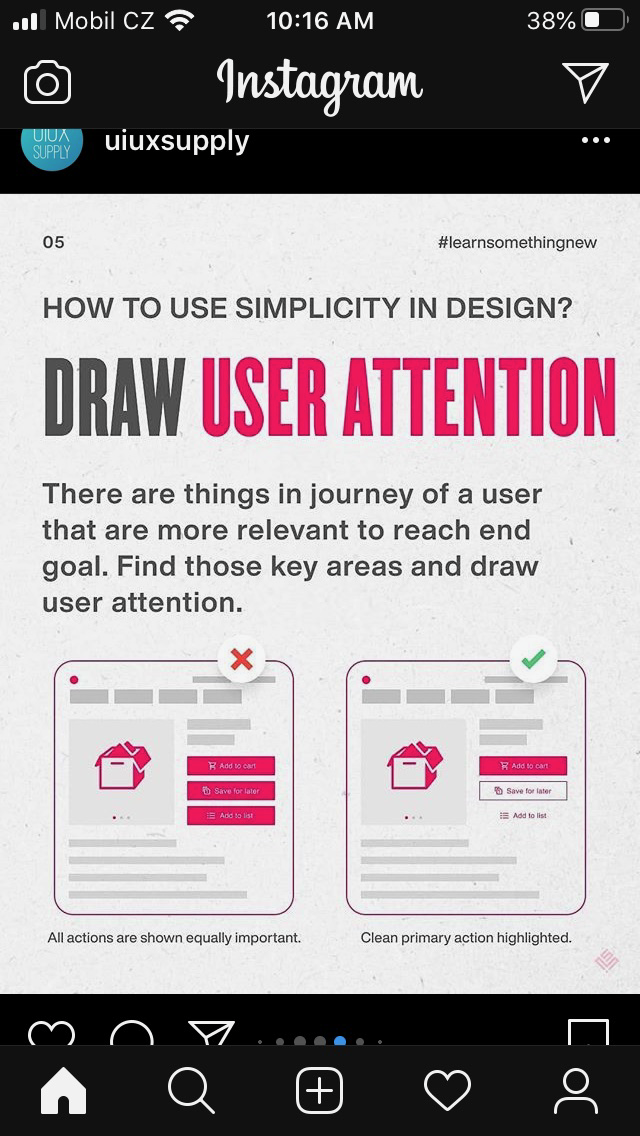 Mobil CZ 10:16 AM 38%
Instagram
UIUX
SUPPLY
uiuxsupply
05 #learnsomethingnew
HOW TO USE SIMPLICITY IN DESIGN?
DRAW USER ATTENTION
There are things in journey of a user
that are more relevant to reach end
goal. Find those key areas and draw
user attention.
Add to cart
Save for later
Add to list
All actions are shown equally important.
Add to cart
Save for later
Add to list
Clean primary action highlighted.